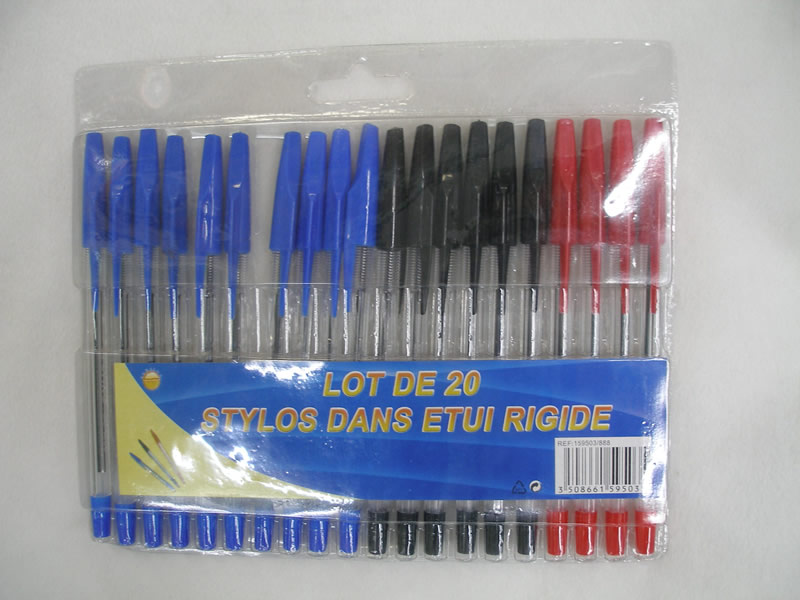 LOT DE 20
STYLOS DANS ETUI RIGIDE
REF:159503/888
3 508661 59503